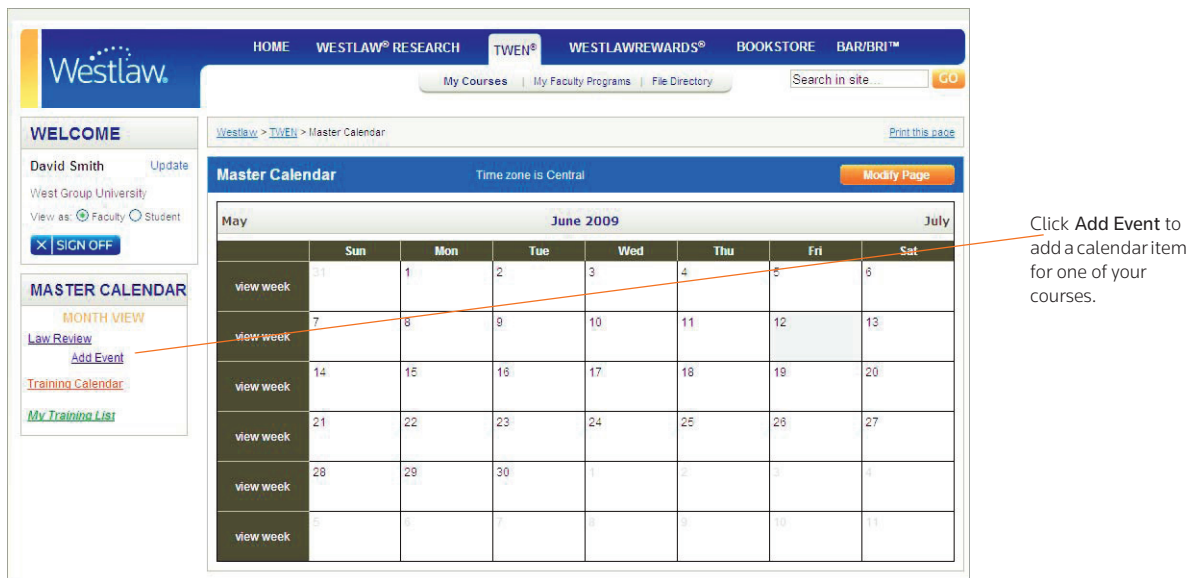 HOME WESTLAW® RESEARCH TWEN® WESTLAWREWARDS® BOOKSTORE BAR/BRI™
Westlaw.
My Courses | My Faculty Programs | File Directory
Search in site... GO
WELCOME
David Smith Update
West Group University
View as: Faculty Student
X SIGN OFF
MASTER CALENDAR
MONTH VIEW
Law Review
Add Event
Training Calendar
My Training List
Westlaw > TWEN > Master Calendar Print this page
Master Calendar Time zone is Central Modify Page
May June 2009 July
Sun Mon Tue Wed Thu Fri Sat
view week 31 1 2 3 4 5 6
view week 7 8 9 10 11 12 13
view week 14 15 16 17 18 19 20
view week 21 22 23 24 25 26 27
view week 28 29 30 1 2 3 4
view week 5 6 7 8 9 10 11
Click Add Event to
add a calendar item
for one of your
courses.